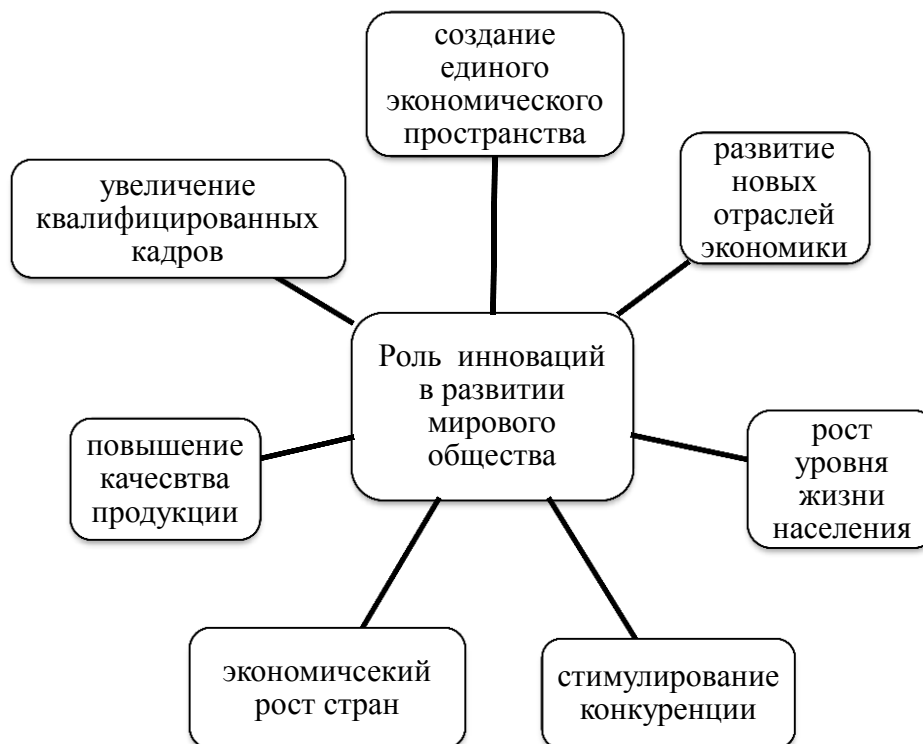 создание
единого
экономического
пространства
увеличение
квалифицированных
кадров
развитие
новых
отраслей
экономики
Роль инноваций
в развитии
мирового
общества
повышение
качесвтва
продукции
рост
уровня
жизни
населения
экономичсекий
рост стран
стимулирование
конкуренции